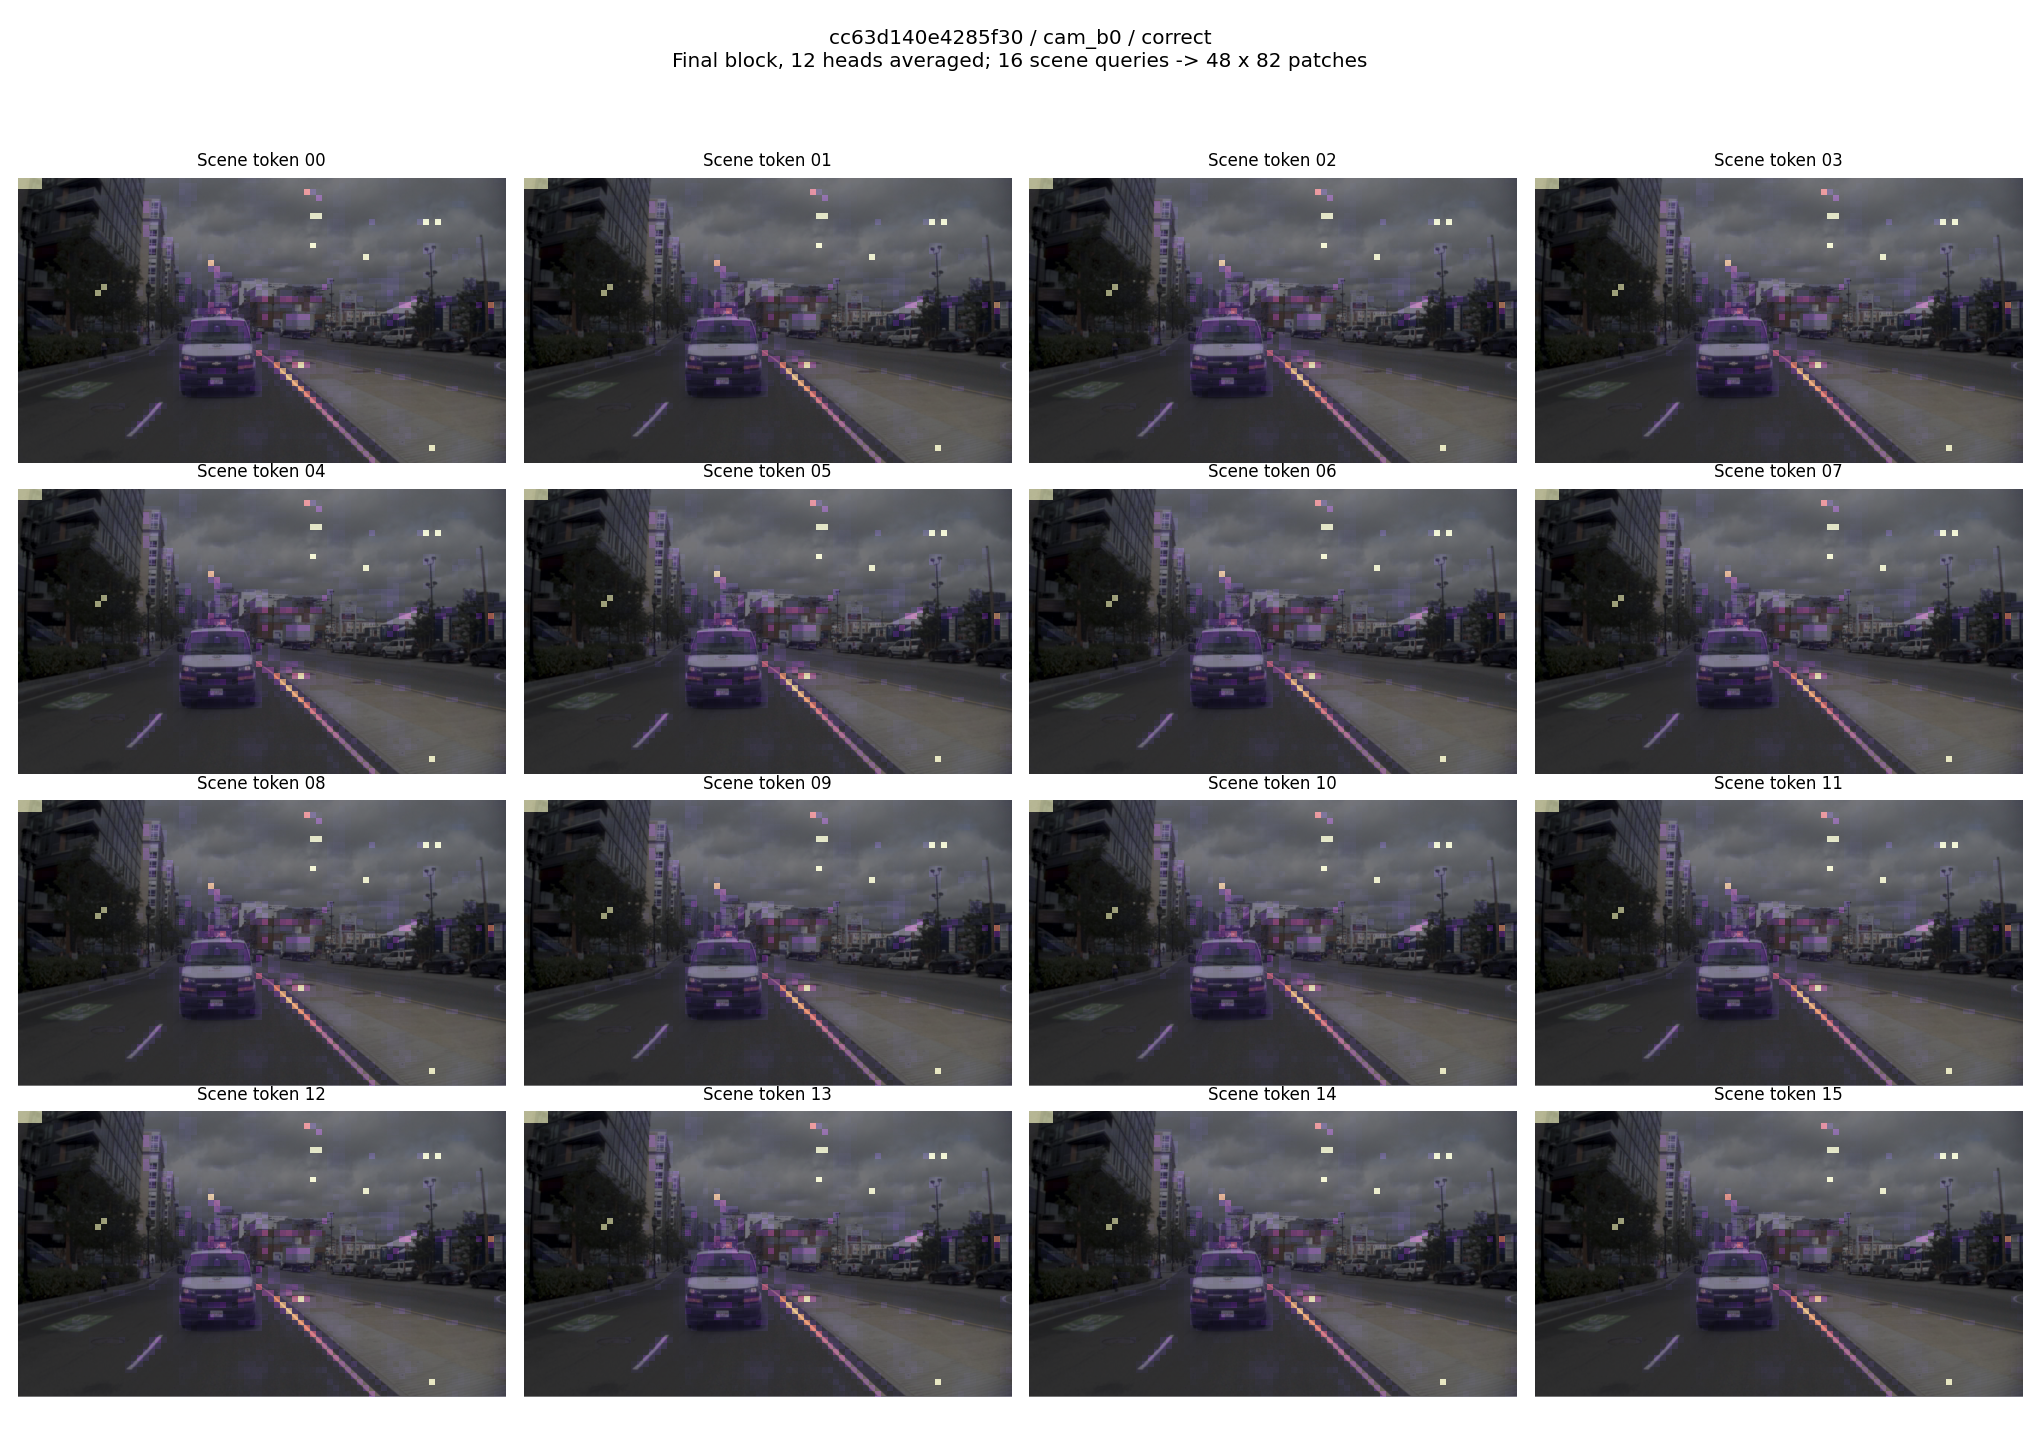 cc63d140e4285f30 / cam_b0 / correct
Final block, 12 heads averaged; 16 scene queries -> 48 x 82 patches
Scene token 00
Scene token 01
Scene token 02
Scene token 03
Scene token 04
Scene token 05
Scene token 06
Scene token 07
Scene token 08
Scene token 09
Scene token 10
Scene token 11
Scene token 12
Scene token 13
Scene token 14
Scene token 15